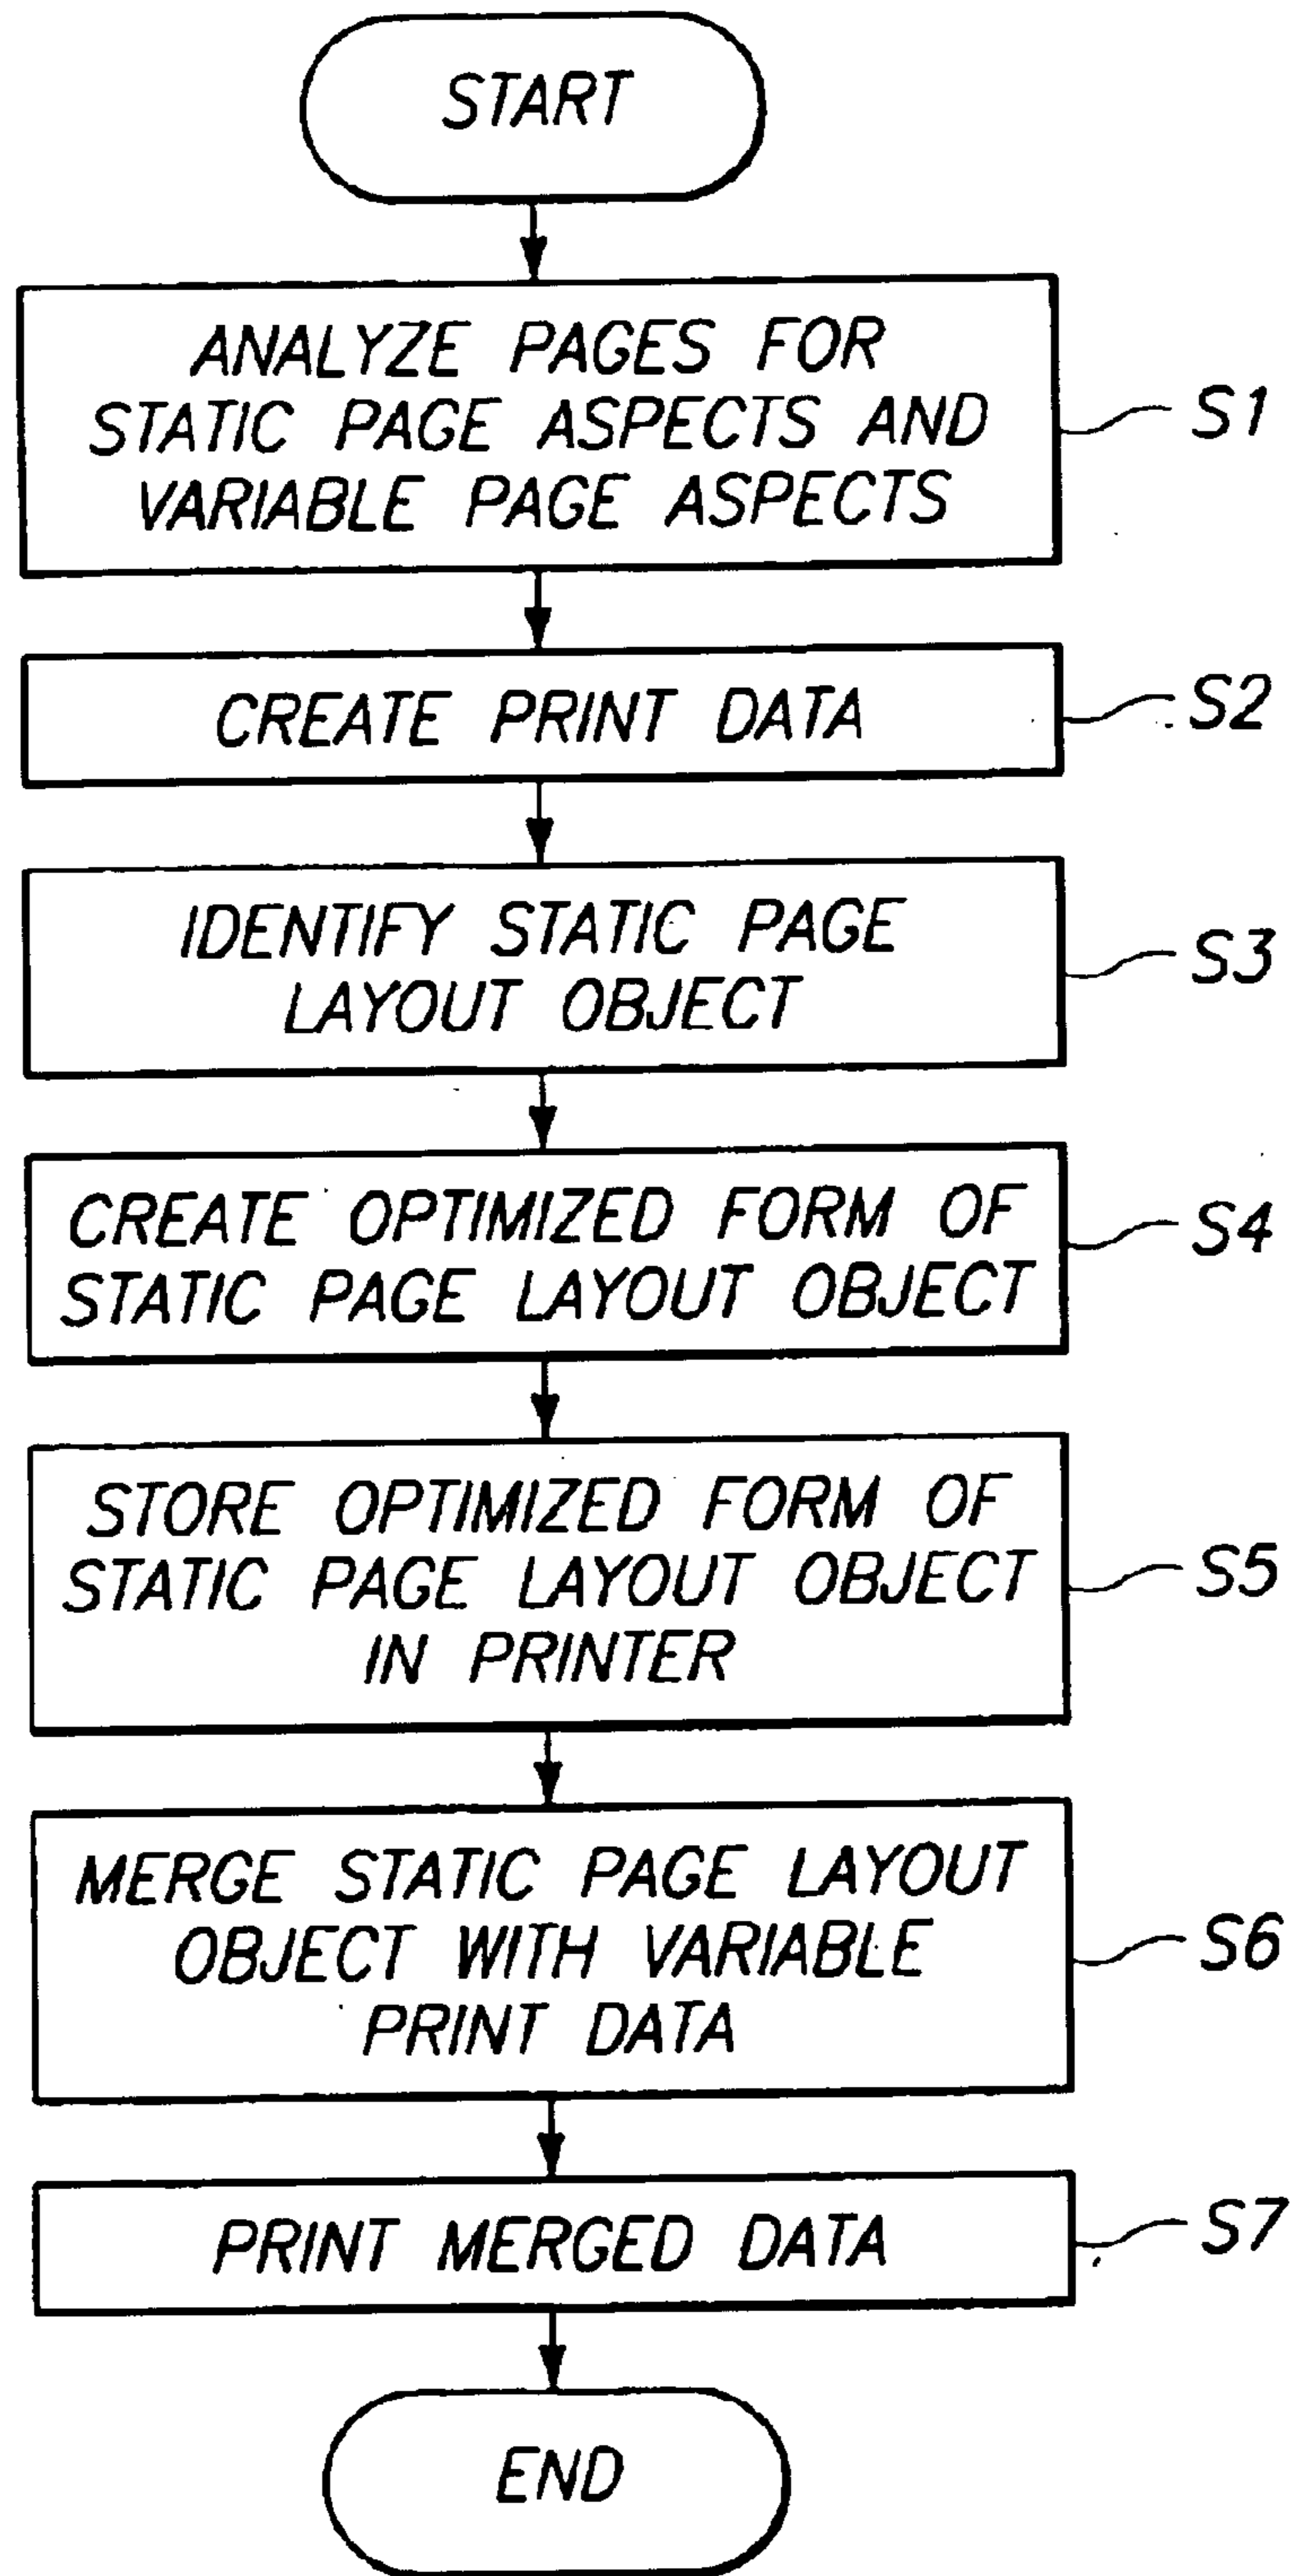 START
ANALYZE PAGES FOR
STATIC PAGE ASPECTS AND
VARIABLE PAGE ASPECTS
S1
CREATE PRINT DATA
S2
IDENTIFY STATIC PAGE
LAYOUT OBJECT
S3
CREATE OPTIMIZED FORM OF
STATIC PAGE LAYOUT OBJECT
S4
STORE OPTIMIZED FORM OF
STATIC PAGE LAYOUT OBJECT
IN PRINTER
S5
MERGE STATIC PAGE LAYOUT
OBJECT WITH VARIABLE
PRINT DATA
S6
PRINT MERGED DATA
S7
END